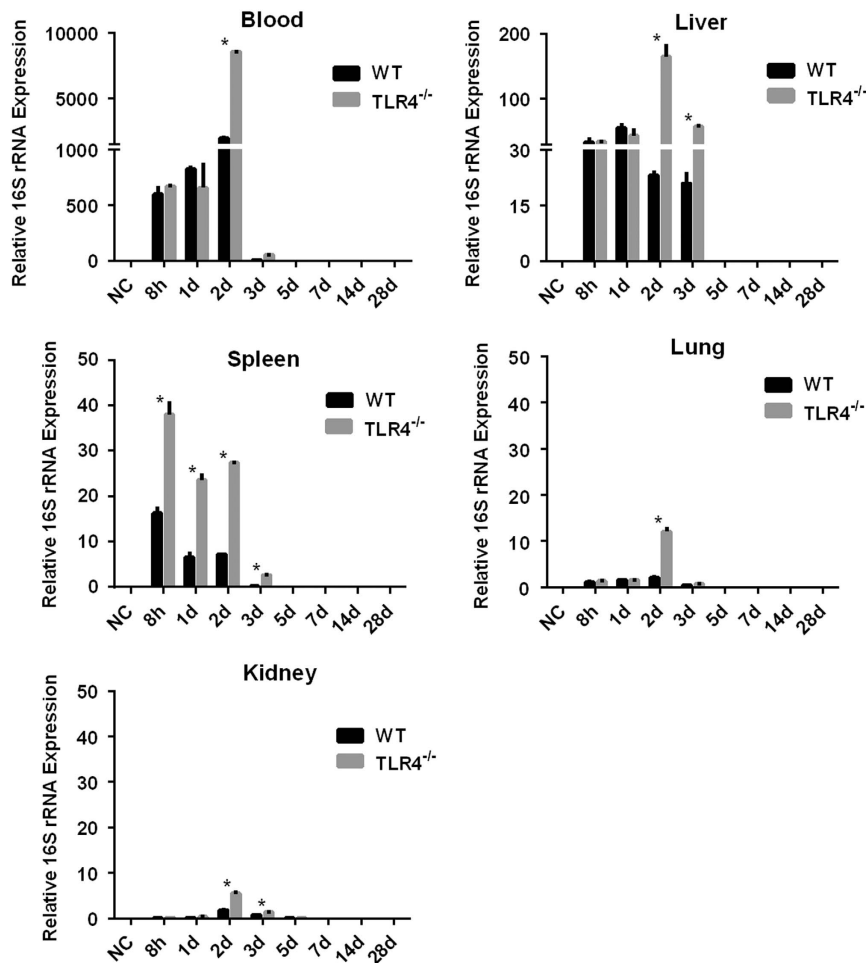 Blood
Relative 16S rRNA Expression
10000
5000
1000
500
0
*
WT
TLR4-/-
NC 8h 1d 2d 3d 5d 7d 14d 28d
Liver
Relative 16S rRNA Expression
200
100
30
15
0
* *
WT
TLR4-/-
NC 8h 1d 2d 3d 5d 7d 14d 28d
Spleen
Relative 16S rRNA Expression
50
40
30
20
10
0
* * * *
WT
TLR4-/-
NC 8h 1d 2d 3d 5d 7d 14d 28d
Lung
Relative 16S rRNA Expression
50
40
30
20
10
0
*
WT
TLR4-/-
NC 8h 1d 2d 3d 5d 7d 14d 28d
Kidney
Relative 16S rRNA Expression
50
40
30
20
10
0
* *
WT
TLR4-/-
NC 8h 1d 2d 3d 5d 7d 14d 28d